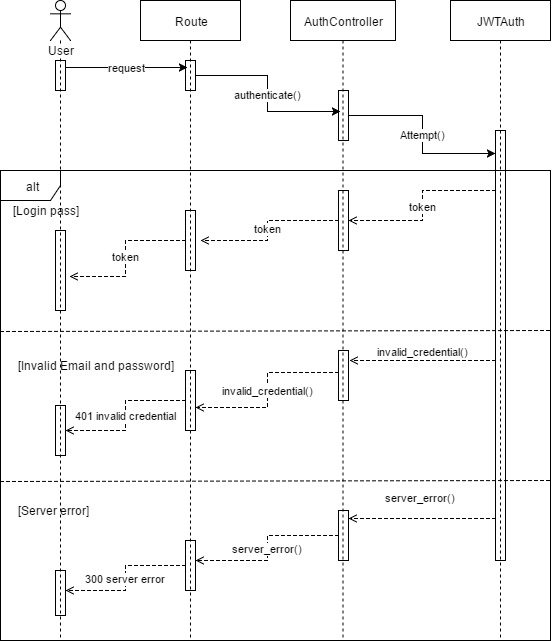 Route
AuthController
JWTAuth
User
request
authenticate()
Attempt()
alt
[Login pass]
token
token
token
[Invalid Email and password]
invalid_credential()
invalid_credential()
401 invalid credential
[Server error]
server_error()
server_error()
300 server error